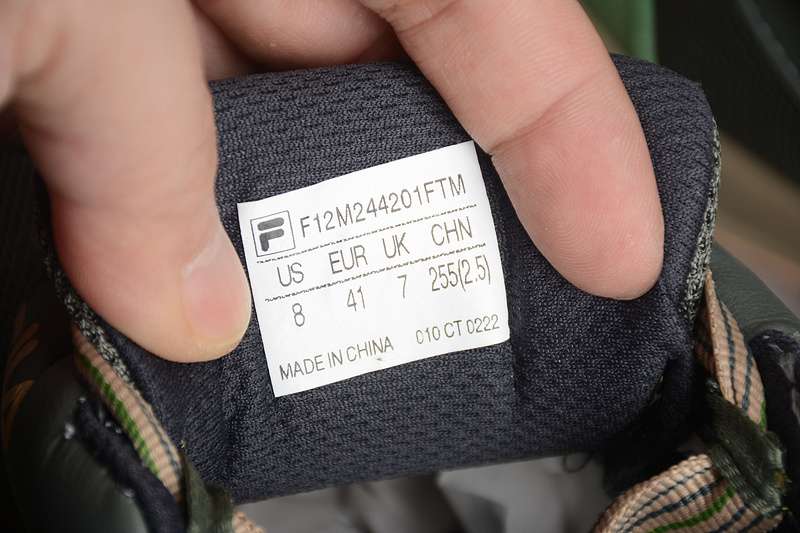 F12M244201FTM
US EUR UK CHN
8 41 7 255(2.5)
MADE IN CHINA 010 CT 0222